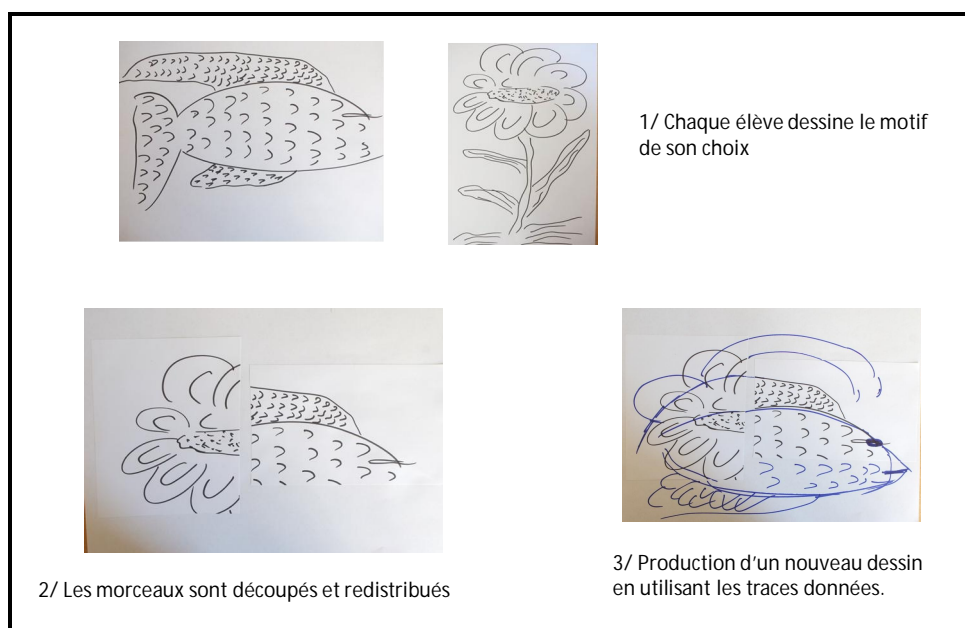 1/ Chaque élève dessine le motif
de son choix
2/ Les morceaux sont découpés et redistribués
3/ Production d'un nouveau dessin
en utilisant les traces données.